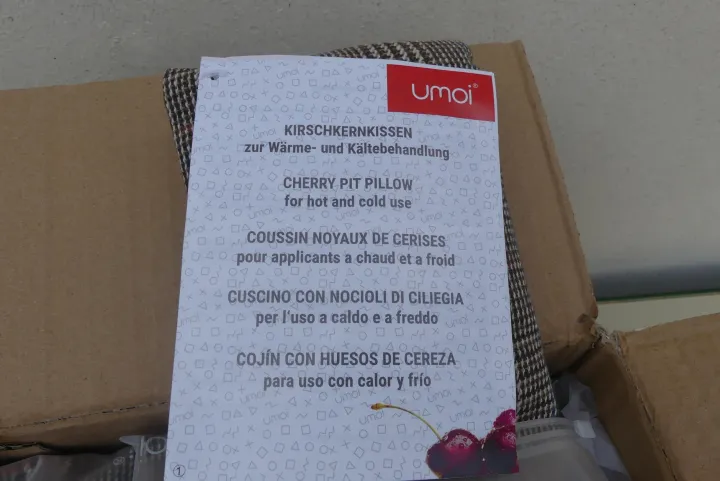 umoi®
KIRSCHKERNKISSEN
zur Wärme- und Kältebehandlung
CHERRY PIT PILLOW
for hot and cold use
COUSSIN NOYAUX DE CERISES
pour applicants a chaud et a froid
CUSCINO CON NOCIOLI DI CILIEGIA
per l'uso a caldo e a freddo
COJÍN CON HUESOS DE CEREZA
para uso con calor y frío
1